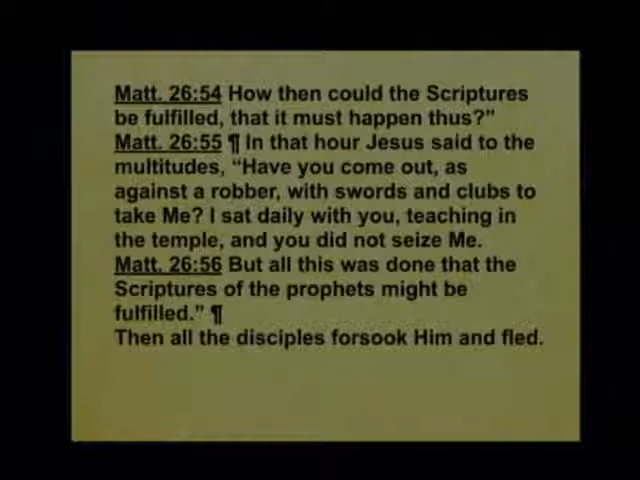 Matt. 26:54 How then could the Scriptures
be fulfilled, that it must happen thus?”
Matt. 26:55 ¶ In that hour Jesus said to the
multitudes, “Have you come out, as
against a robber, with swords and clubs to
take Me? I sat daily with you, teaching in
the temple, and you did not seize Me.
Matt. 26:56 But all this was done that the
Scriptures of the prophets might be
fulfilled.” ¶
Then all the disciples forsook Him and fled.